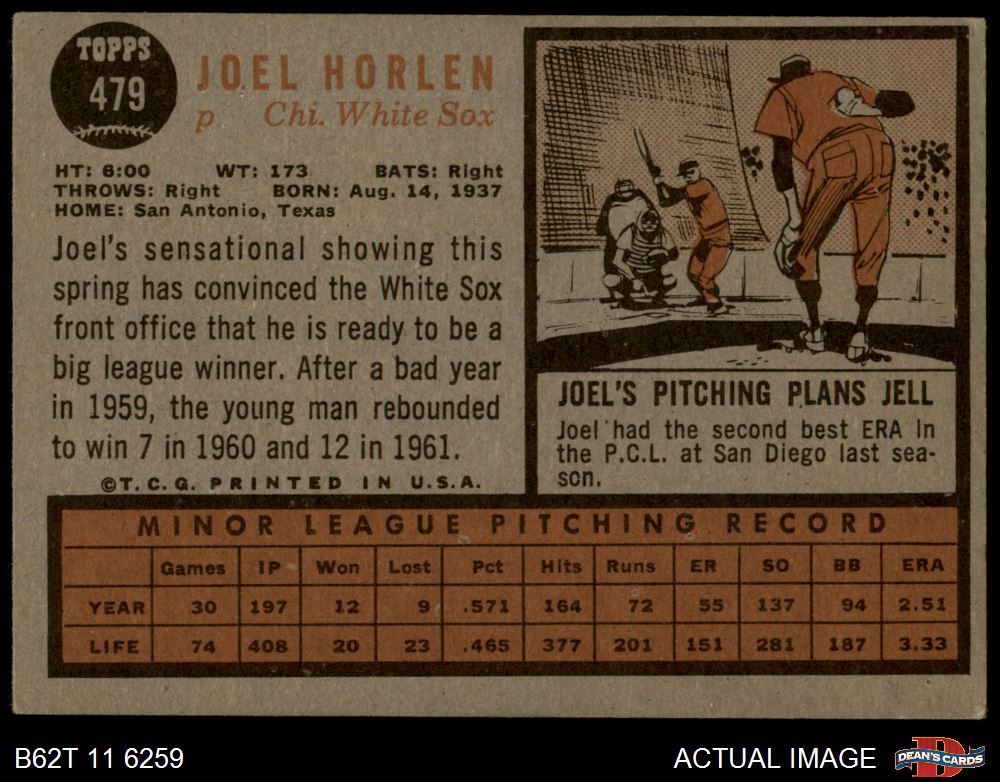 TOPPS
479
JOEL HORLEN
p Chi. White Sox
HT: 6:00 WT: 173 BATS: Right
THROWS: Right BORN: Aug. 14, 1937
HOME: San Antonio, Texas
Joel's sensational showing this
spring has convinced the White Sox
front office that he is ready to be a
big league winner. After a bad year
in 1959, the young man rebounded
to win 7 in 1960 and 12 in 1961.
©T.C.G. PRINTED IN U.S.A.
JOEL'S PITCHING PLANS JELL
Joel had the second best ERA in
the P.C.L. at San Diego last sea-
son.
MINOR LEAGUE PITCHING RECORD
Games IP Won Lost Pct Hits Runs ER SO BB ERA
YEAR 30 197 12 9 .571 164 72 55 137 94 2.51
LIFE 74 408 20 23 .465 377 201 151 281 187 3.33
B62T 11 6259
ACTUAL IMAGE
D
DEAN'S CARDS